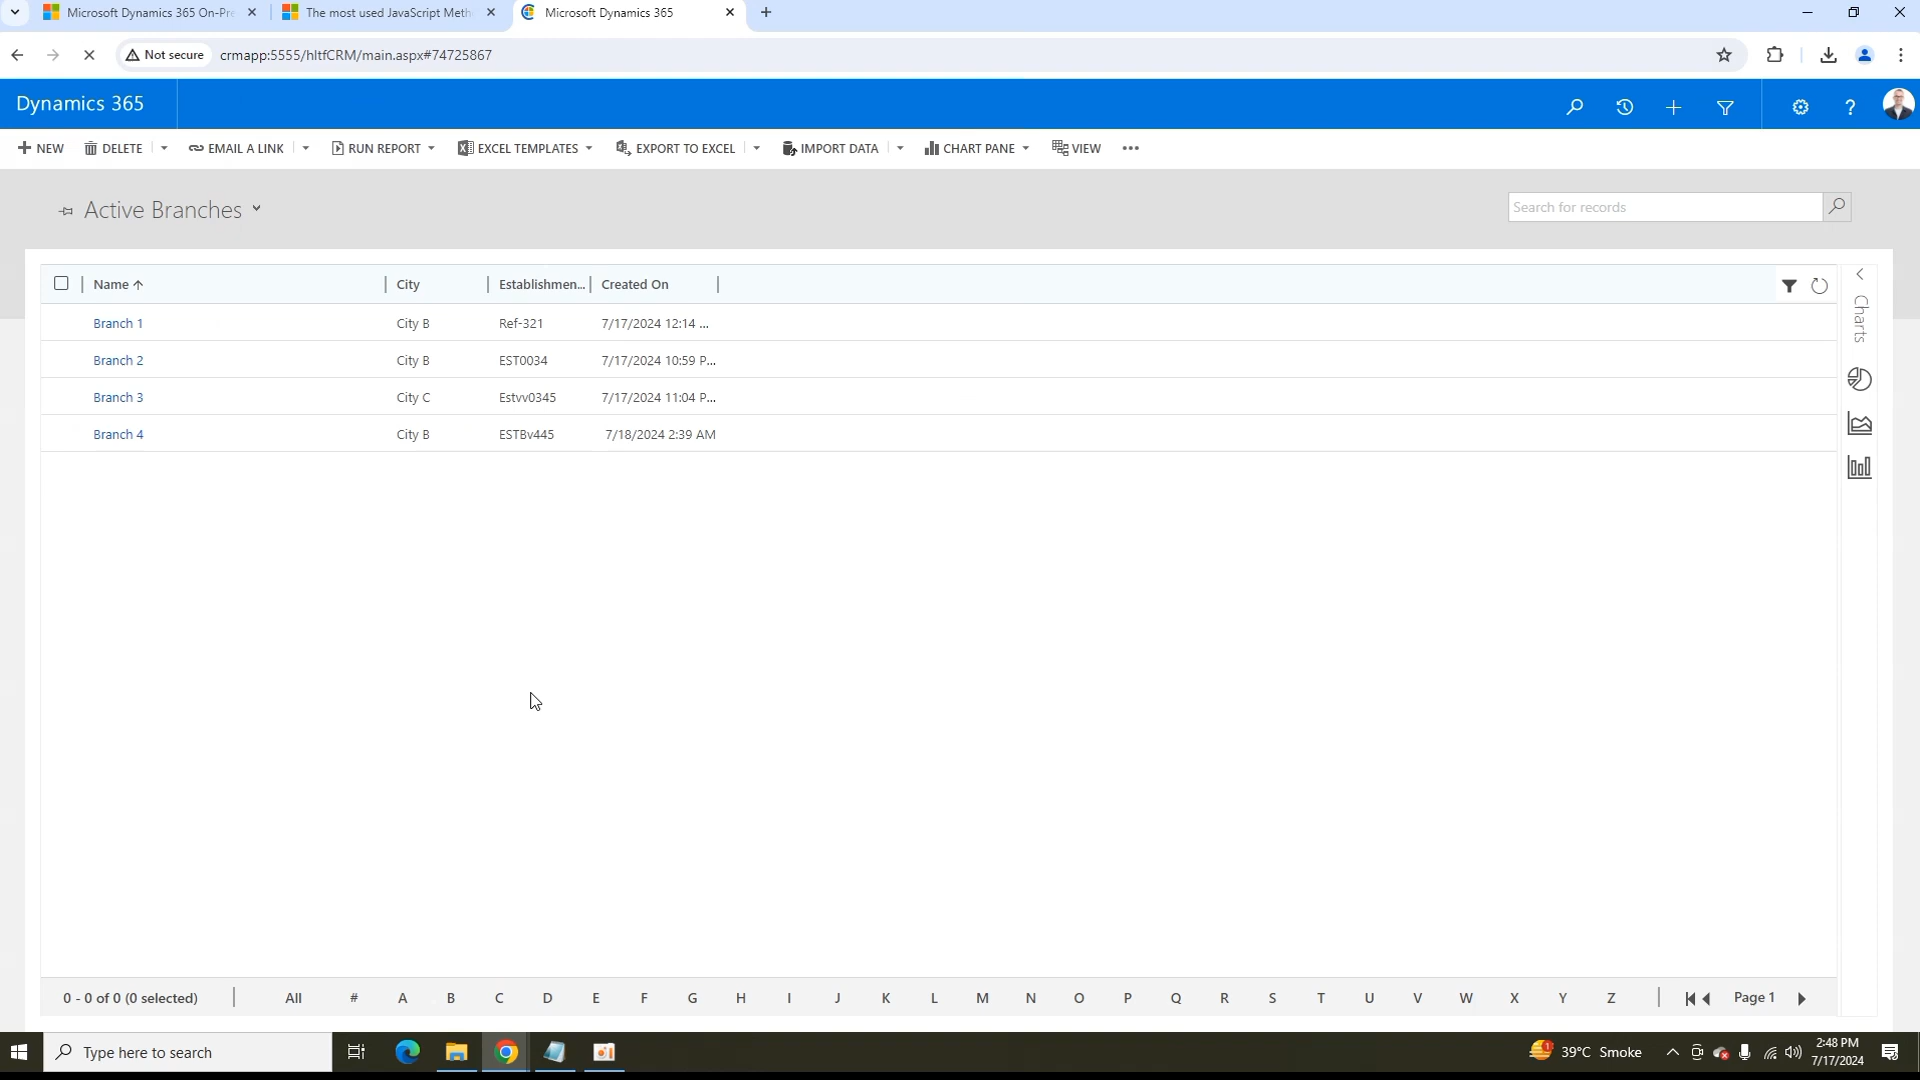 Microsoft Dynamics 365 On-Pre
The most used JavaScript Meth
Microsoft Dynamics 365
Not secure
crmapp:5555/hltfCRM/main.aspx#74725867
Dynamics 365
NEW
DELETE
EMAIL A LINK
RUN REPORT
EXCEL TEMPLATES
EXPORT TO EXCEL
IMPORT DATA
CHART PANE
VIEW
Active Branches
Search for records
Name City Establishmen... Created On
Branch 1 City B Ref-321 7/17/2024 12:14 ...
Branch 2 City B EST0034 7/17/2024 10:59 P...
Branch 3 City C Estvv0345 7/17/2024 11:04 P...
Branch 4 City B ESTBv445 7/18/2024 2:39 AM
Charts
0 - 0 of 0 (0 selected) All # A B C D E F G H I J K L M N O P Q R S T U V W X Y Z Page 1
Type here to search
1
39°C Smoke
2:48 PM
7/17/2024